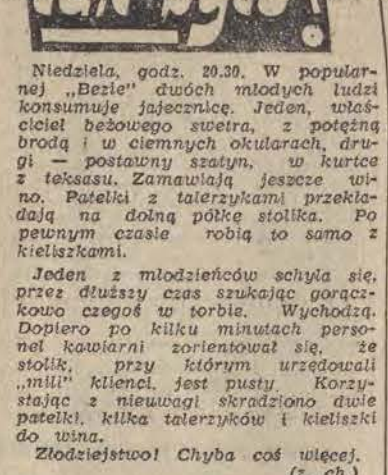 tak było!
Niedziela, godz. 20.30. W popular-
nej „Bezie" dwóch młodych ludzi
konsumuje jajecznicę. Jeden, właś-
ciciel beżowego swetra, z potężną
brodą i w ciemnych okularach, dru-
gi — postawny szatyn, w kurtce
z teksasu. Zamawiają jeszcze wi-
no. Patelki z talerzykami przekła-
dają na dolną półkę stolika. Po
pewnym czasie robią to samo z
kieliszkami.
Jeden z młodzieńców schyla się,
przez dłuższy czas szukając gorącz-
kowo czegoś w torbie. Wychodzą.
Dopiero po kilku minutach perso-
nel kawiarni zorientował się, że
stolik, przy którym urzędowali
„mili" klienci, jest pusty. Korzy-
stając z nieuwagi skradziono dwie
patelki, kilka talerzyków i kieliszki
do wina.
Złodziejstwo! Chyba coś więcej.
(z. ch.)